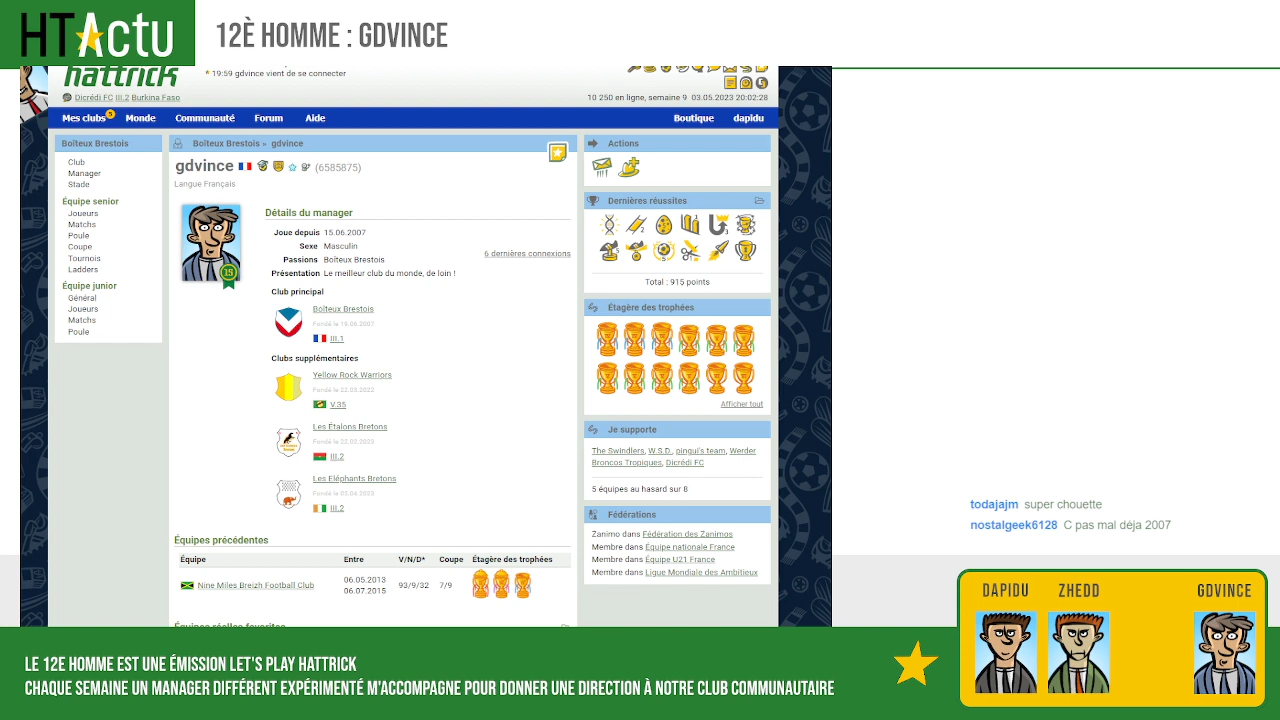 HTActu
12È HOMME : GDVINCE
hattrick
* 19:59 gdvince vient de se connecter
Dicrédi FC III.2 Burkina Faso
10 250 en ligne, semaine 9 03.05.2023 20:02:28
Mes clubs Monde Communauté Forum Aide Boutique dapidu
Boîteux Brestois
Club
Manager
Stade
Équipe senior
Joueurs
Matchs
Poule
Coupe
Tournois
Ladders
Équipe junior
Général
Joueurs
Matchs
Poule
Boîteux Brestois » gdvince
gdvince (6585875)
Langue Français
15
Détails du manager
Joue depuis 15.06.2007
Sexe Masculin
6 dernières connexions
Passions Boîteux Brestois
Présentation Le meilleur club du monde, de loin !
Club principal
Boîteux Brestois
Fondé le 19.06.2007
III.1
Clubs supplémentaires
Yellow Rock Warriors
Fondé le 22.03.2022
V.35
Les Étalons Bretons
Fondé le 22.02.2023
III.2
Les Eléphants Bretons
Fondé le 03.04.2023
III.2
Équipes précédentes
Équipe Entre V/N/D* Coupe Étagère des trophées
Nine Miles Breizh Football Club 06.05.2013 93/9/32 7/9
06.07.2015
Équipes réelles favorites
Actions
Dernières réussites
Total : 915 points
Étagère des trophées
Afficher tout
Je supporte
The Swindlers, W.S.D., pingui's team, Werder
Broncos Tropiques, Dicrédi FC
5 équipes au hasard sur 8
Fédérations
Zanimo dans Fédération des Zanimos
Membre dans Équipe nationale France
Membre dans Équipe U21 France
Membre dans Ligue Mondiale des Ambitieux
todajajm super chouette
nostalgeek6128 C pas mal déja 2007
DAPIDU ZHEDD GDVINCE
LE 12E HOMME EST UNE ÉMISSION LET'S PLAY HATTRICK
CHAQUE SEMAINE UN MANAGER DIFFÉRENT EXPÉRIMENTÉ M'ACCOMPAGNE POUR DONNER UNE DIRECTION À NOTRE CLUB COMMUNAUTAIRE